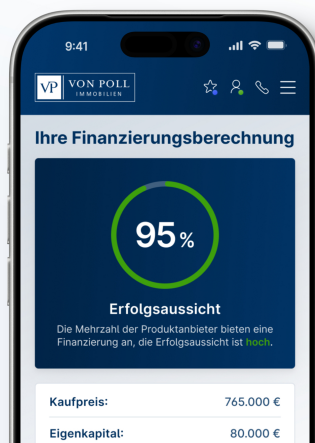 9:41
VP VON POLL
IMMOBILIEN
Ihre Finanzierungsberechnung
95 %
Erfolgsaussicht
Die Mehrzahl der Produktanbieter bieten eine
Finanzierung an, die Erfolgsaussicht ist hoch.
Kaufpreis: 765.000 €
Eigenkapital: 80.000 €